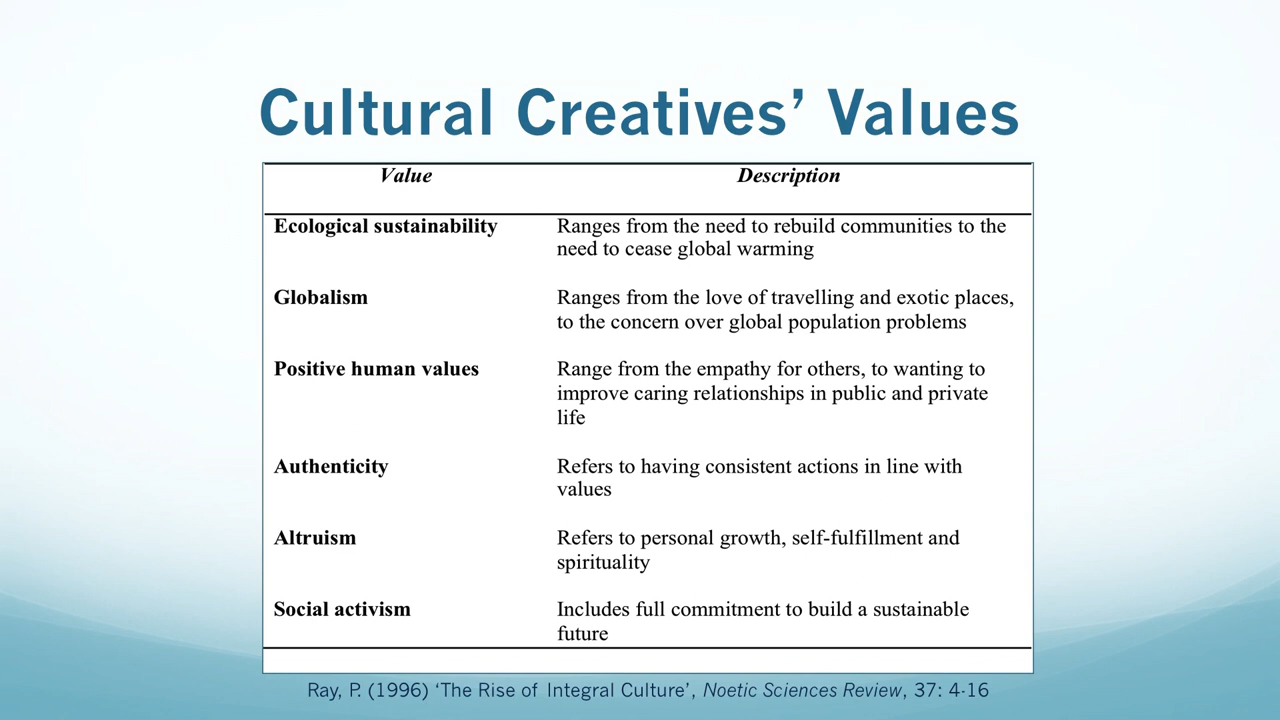 Cultural Creatives’ Values
Value Description
Ecological sustainability Ranges from the need to rebuild communities to the
need to cease global warming
Globalism Ranges from the love of travelling and exotic places,
to the concern over global population problems
Positive human values Range from the empathy for others, to wanting to
improve caring relationships in public and private
life
Authenticity Refers to having consistent actions in line with
values
Altruism Refers to personal growth, self-fulfillment and
spirituality
Social activism Includes full commitment to build a sustainable
future
Ray, P. (1996) ‘The Rise of Integral Culture’, Noetic Sciences Review, 37: 4-16